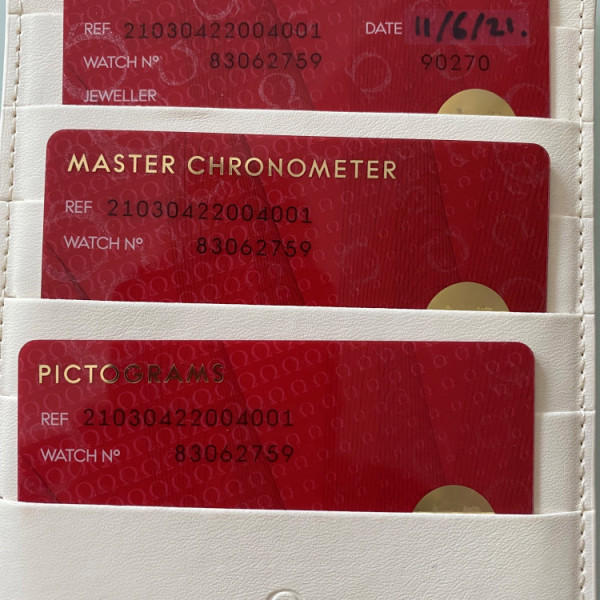 REF. 21030422004001 DATE 11/6/21.
WATCH Nº 83062759 90270
JEWELLER
MASTER CHRONOMETER
REF 21030422004001
WATCH Nº 83062759
PICTOGRAMS
REF 21030422004001
WATCH Nº 83062759